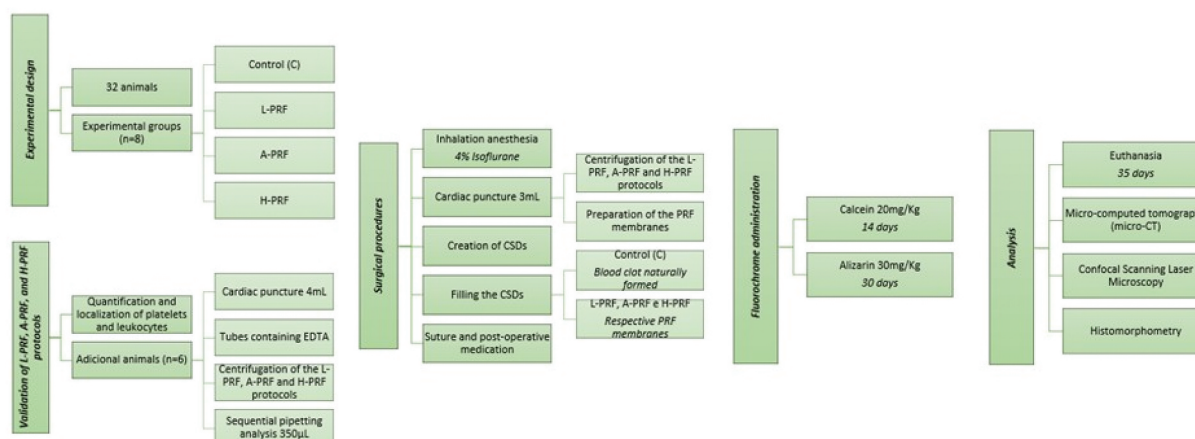 Experimental design
32 animals
Experimental groups
(n=8)
Control (C)
L-PRF
A-PRF
H-PRF
Validation of L-PRF, A-PRF, and H-PRF
protocols
Quantification and
localization of platelets
and leukocytes
Adicional animals (n=6)
Cardiac puncture 4mL
Tubes containing EDTA
Centrifugation of the L-
PRF, A-PRF and H-PRF
protocols
Sequential pipetting
analysis 350µL
Surgical procedures
Inhalation anesthesia
4% Isoflurane
Cardiac puncture 3mL
Centrifugation of the L-
PRF, A-PRF and H-PRF
protocols
Preparation of the PRF
membranes
Creation of CSDs
Filling the CSDs
Control (C)
Blood clot naturally
formed
L-PRF, A-PRF e H-PRF
Respective PRF
membranes
Suture and post-operative
medication
Fluorochrome administration
Calcein 20mg/Kg
14 days
Alizarin 30mg/Kg
30 days
Analysis
Euthanasia
35 days
Micro-computed tomograp
(micro-CT)
Confocal Scanning Laser
Microscopy
Histomorphometry